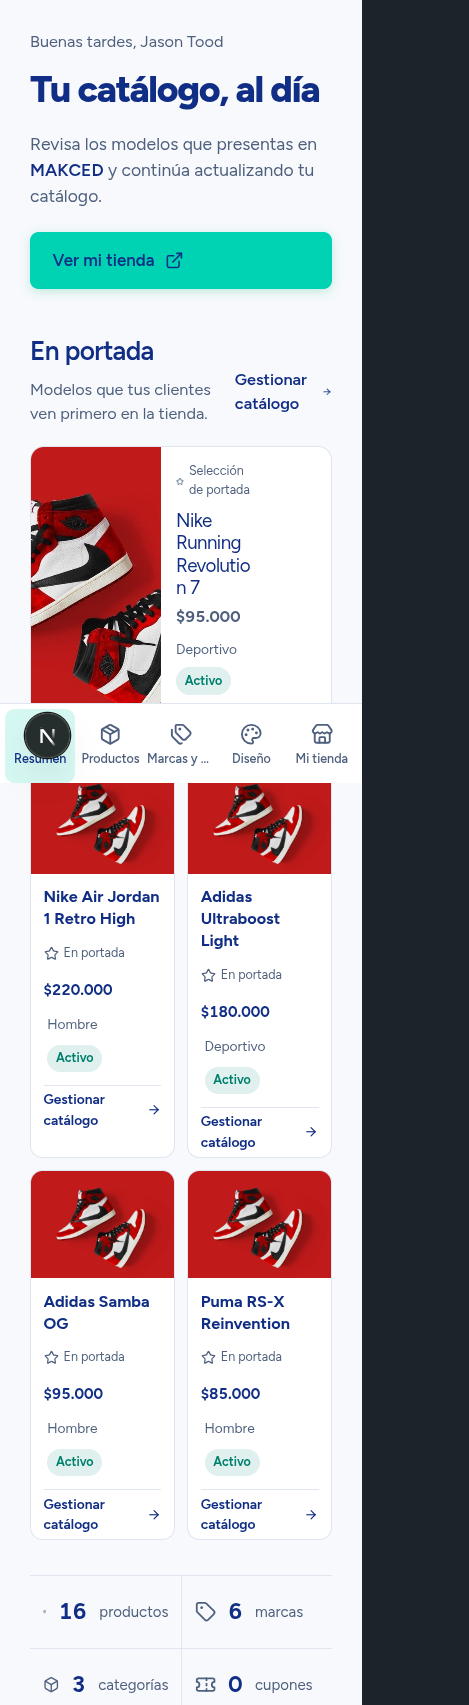 Buenas tardes, Jason Tood
Tu catálogo, al día
Revisa los modelos que presentas en
MAKCED y continúa actualizando tu
catálogo.
Ver mi tienda
En portada
Modelos que tus clientes
ven primero en la tienda.
Gestionar
catálogo
Selección
de portada
Nike
Running
Revolutio
n 7
$95.000
Deportivo
Activo
N
Resumen
Productos
Marcas y ...
Diseño
Mi tienda
Nike Air Jordan
1 Retro High
En portada
$220.000
Hombre
Activo
Gestionar
catálogo
Adidas
Ultraboost
Light
En portada
$180.000
Deportivo
Activo
Gestionar
catálogo
Adidas Samba
OG
En portada
$95.000
Hombre
Activo
Gestionar
catálogo
Puma RS-X
Reinvention
En portada
$85.000
Hombre
Activo
Gestionar
catálogo
16 productos
6 marcas
3 categorías
0 cupones